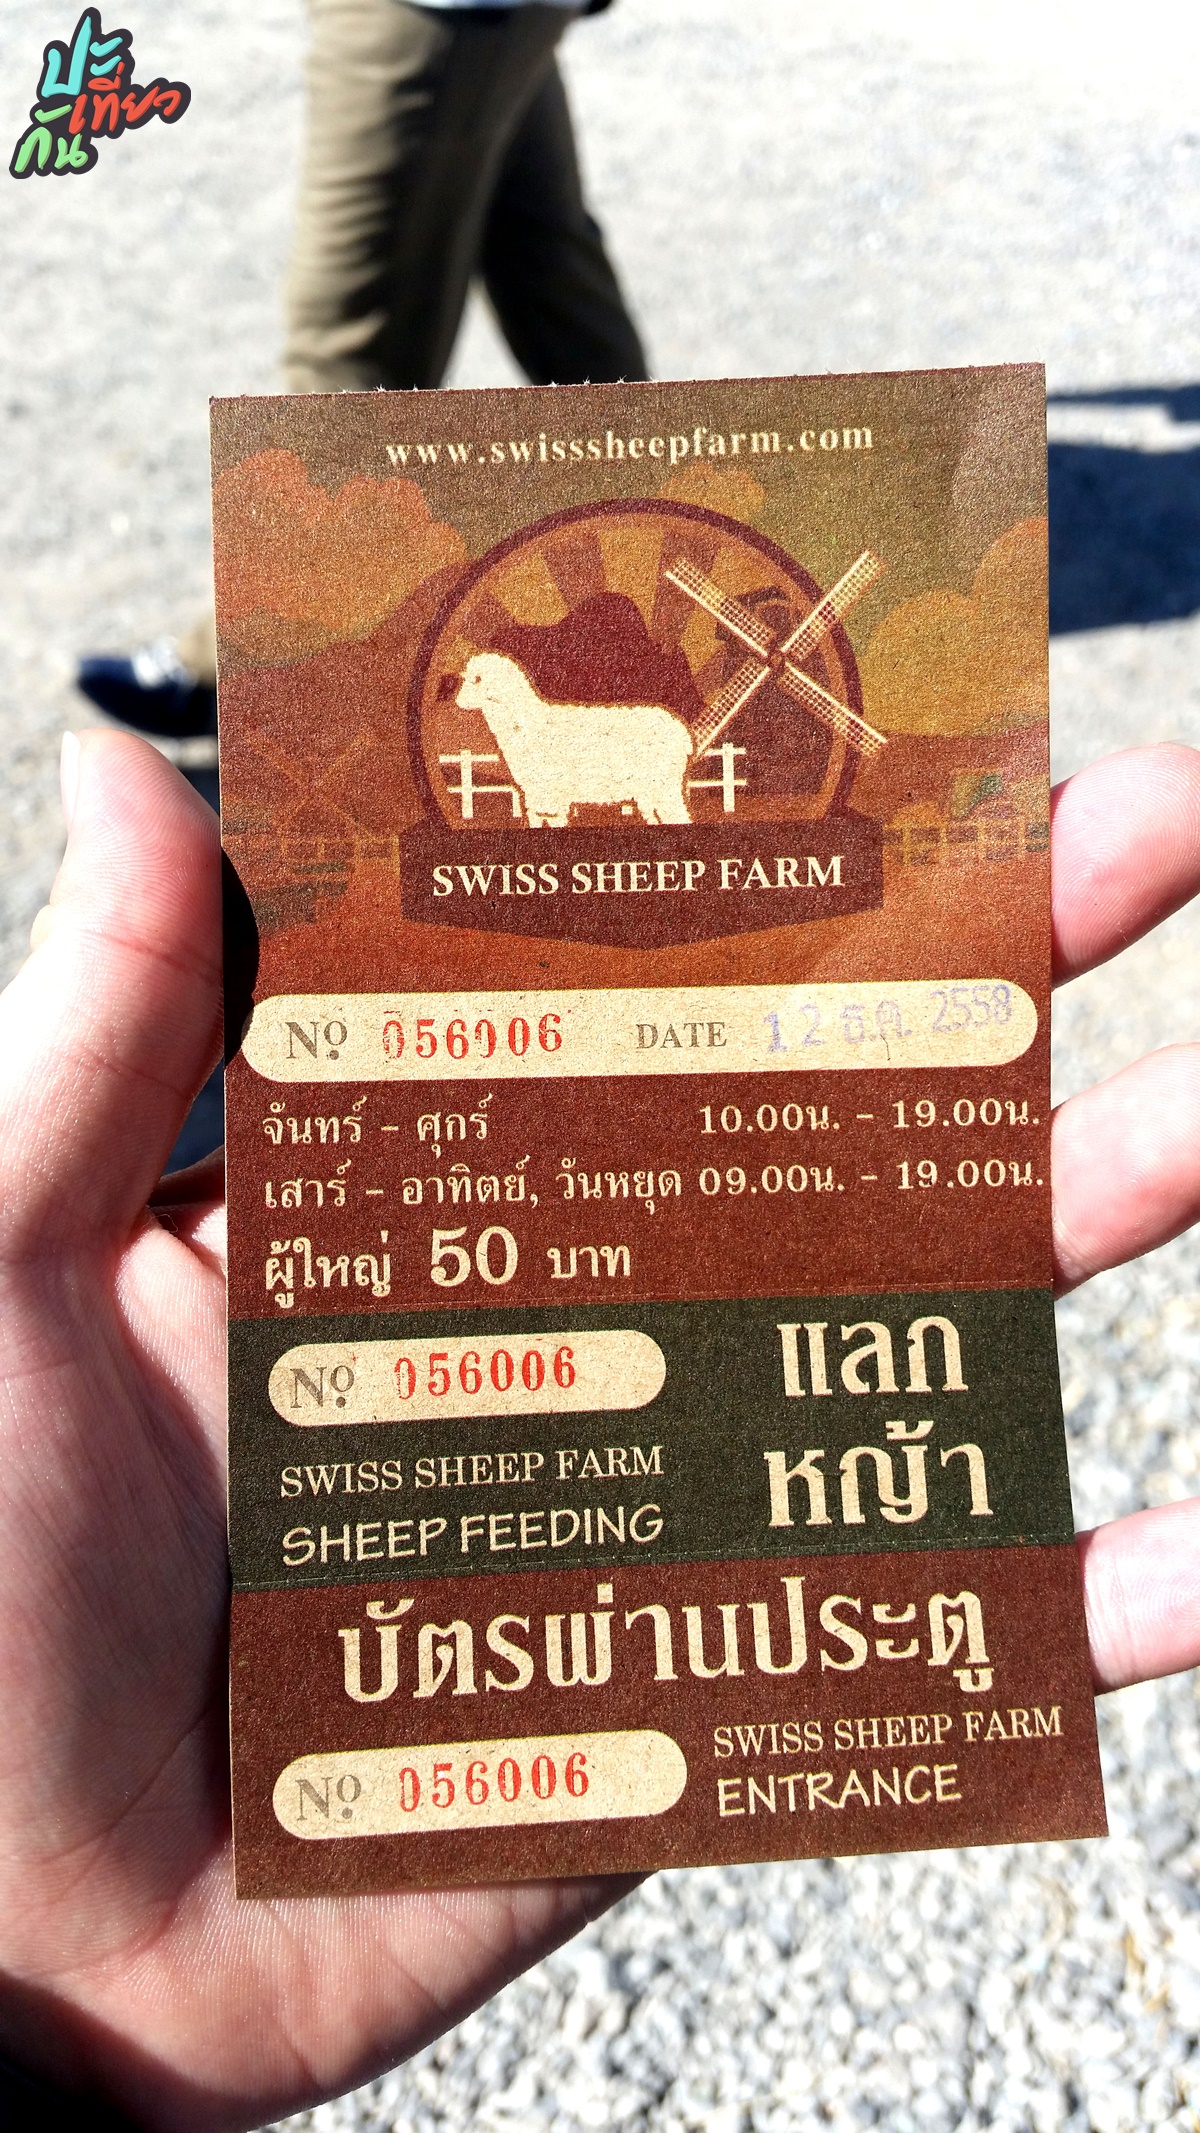 ปะ
เที่ยว
กัน
www.swisssheepfarm.com
SWISS SHEEP FARM
Nº 056006 DATE 12 ธ.ค. 2558
จันทร์ - ศุกร์ 10.00น. - 19.00น.
เสาร์ - อาทิตย์, วันหยุด 09.00น. - 19.00น.
ผู้ใหญ่ 50 บาท
Nº 056006
แลก
หญ้า
SWISS SHEEP FARM
SHEEP FEEDING
บัตรผ่านประตู
Nº 056006
SWISS SHEEP FARM
ENTRANCE